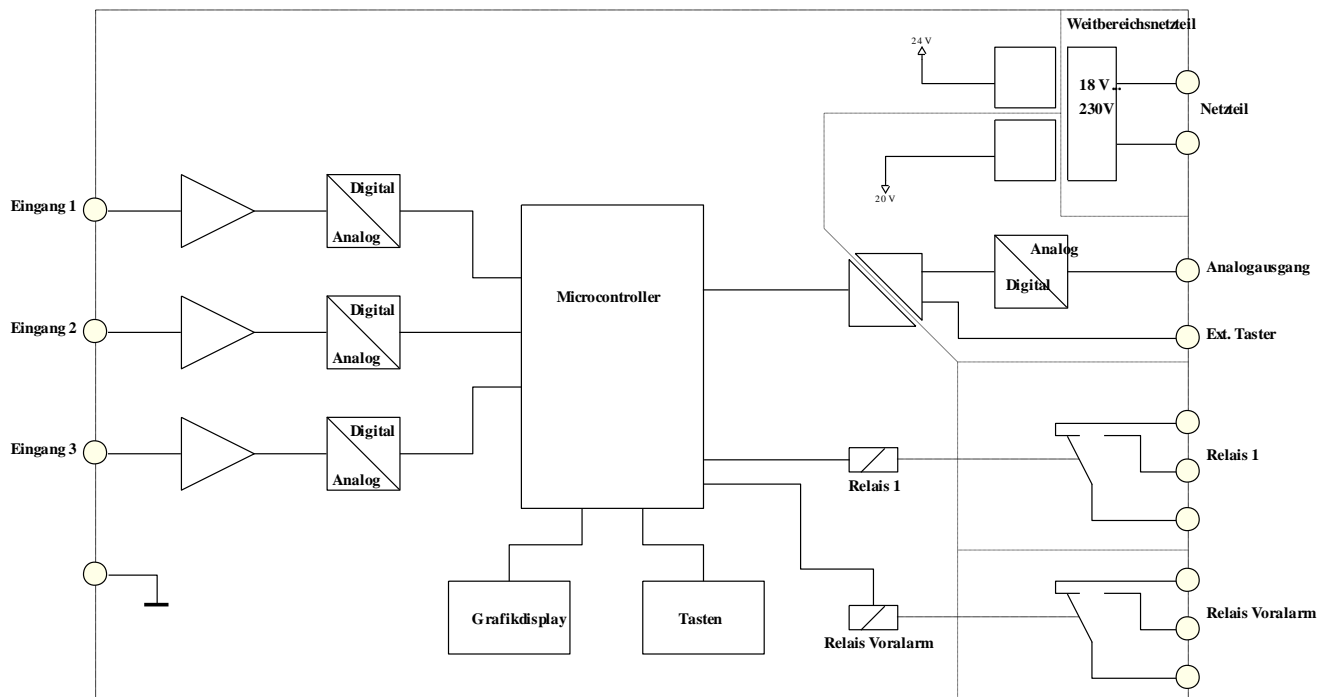 Weitbereichsnetzteil
24 V
18 V...
230V
Netzteil
20 V
Eingang 1
Digital
Analog
Microcontroller
Analog
Digital
Analogausgang
Eingang 2
Digital
Analog
Ext. Taster
Eingang 3
Digital
Analog
Relais 1
Relais 1
Grafikdisplay
Tasten
Relais Voralarm
Relais Voralarm